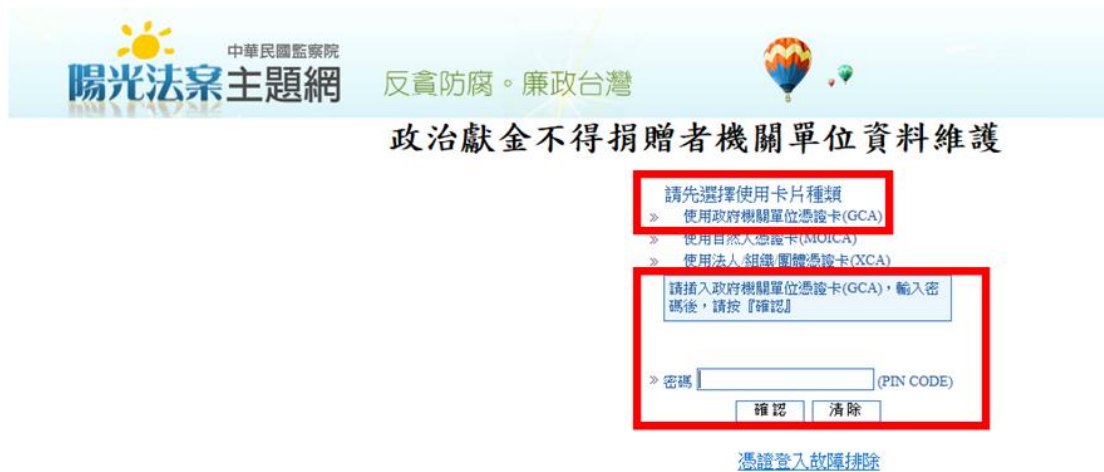 中華民國監察院
陽光法案主題網
反貪防腐。廉政台灣
政治獻金不得捐贈者機關單位資料維護
請先選擇使用卡片種類
» 使用政府機關單位憑證卡(GCA)
» 使用自然人憑證卡(MOICA)
» 使用法人/組織/團體憑證卡(XCA)
請插入政府機關單位憑證卡(GCA)，輸入密
碼後，請按『確認』
» 密碼 (PIN CODE)
確認 清除
憑證登入故障排除